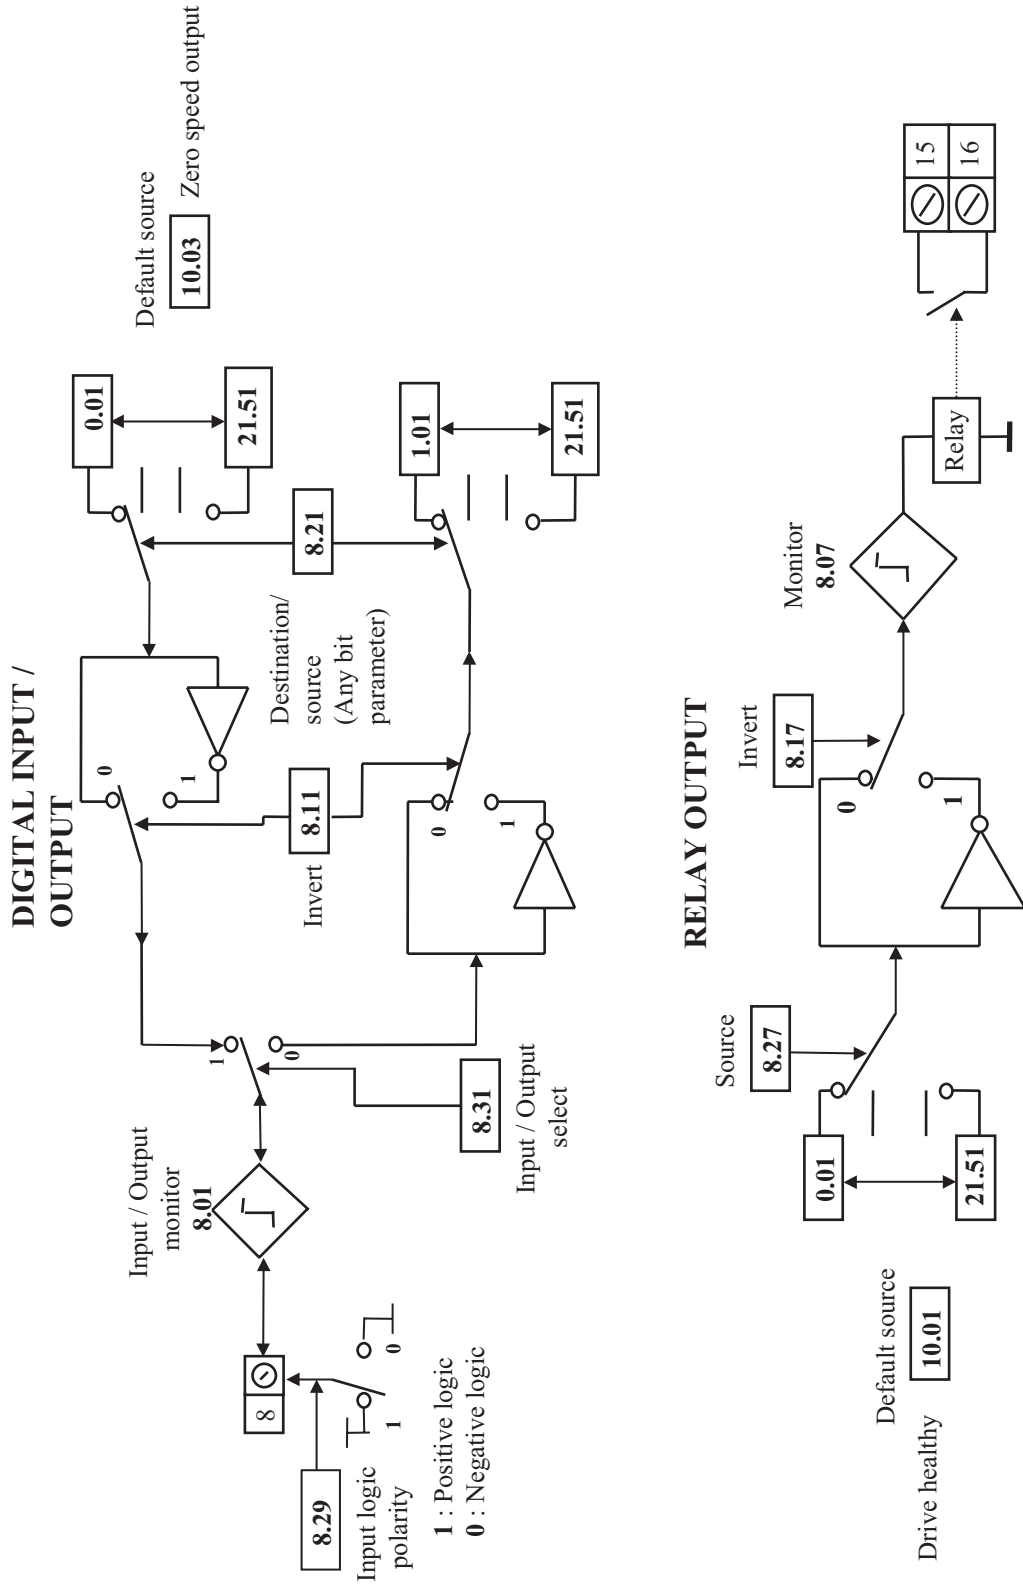 DIGITAL INPUT /
OUTPUT
8.29
Input logic
polarity
1 : Positive logic
0 : Negative logic
8
1
0
Input / Output
monitor
8.01
1
0
8.31
Input / Output
select
0
1
8.11
Invert
0
1
Destination/
source
(Any bit
parameter)
8.21
0.01
21.51
1.01
21.51
Default source
10.03
Zero speed output
RELAY OUTPUT
Default source
10.01
Drive healthy
0.01
21.51
Source
8.27
0
1
Invert
8.17
Monitor
8.07
Relay
15
16